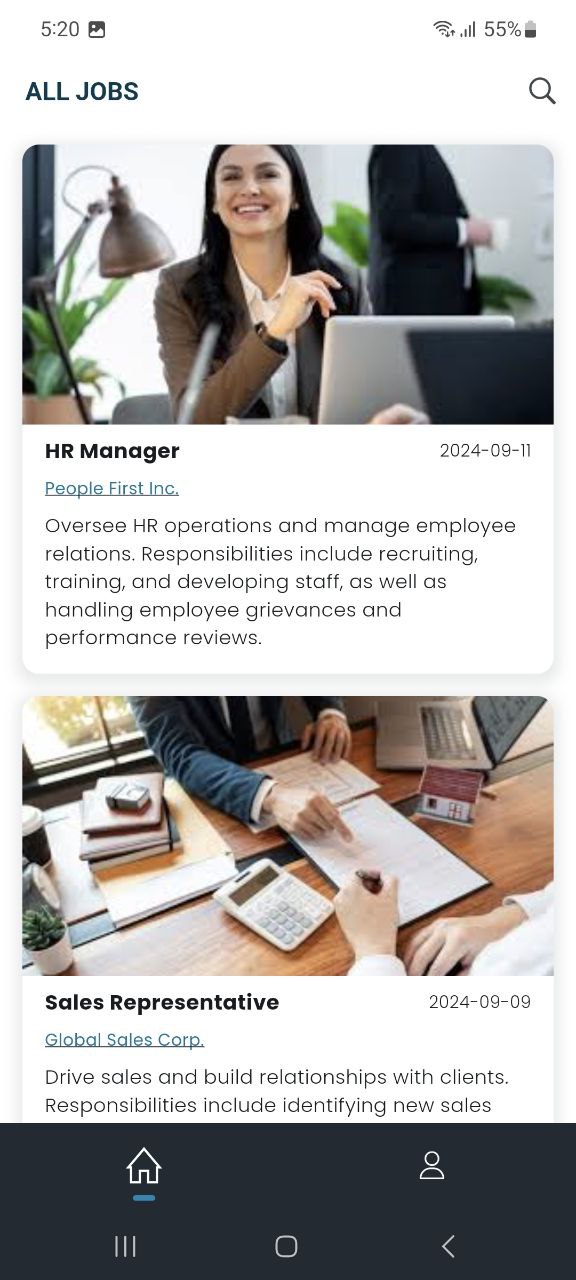 5:20
55%
ALL JOBS
HR Manager
2024-09-11
People First Inc.
Oversee HR operations and manage employee
relations. Responsibilities include recruiting,
training, and developing staff, as well as
handling employee grievances and
performance reviews.
Sales Representative
2024-09-09
Global Sales Corp.
Drive sales and build relationships with clients.
Responsibilities include identifying new sales